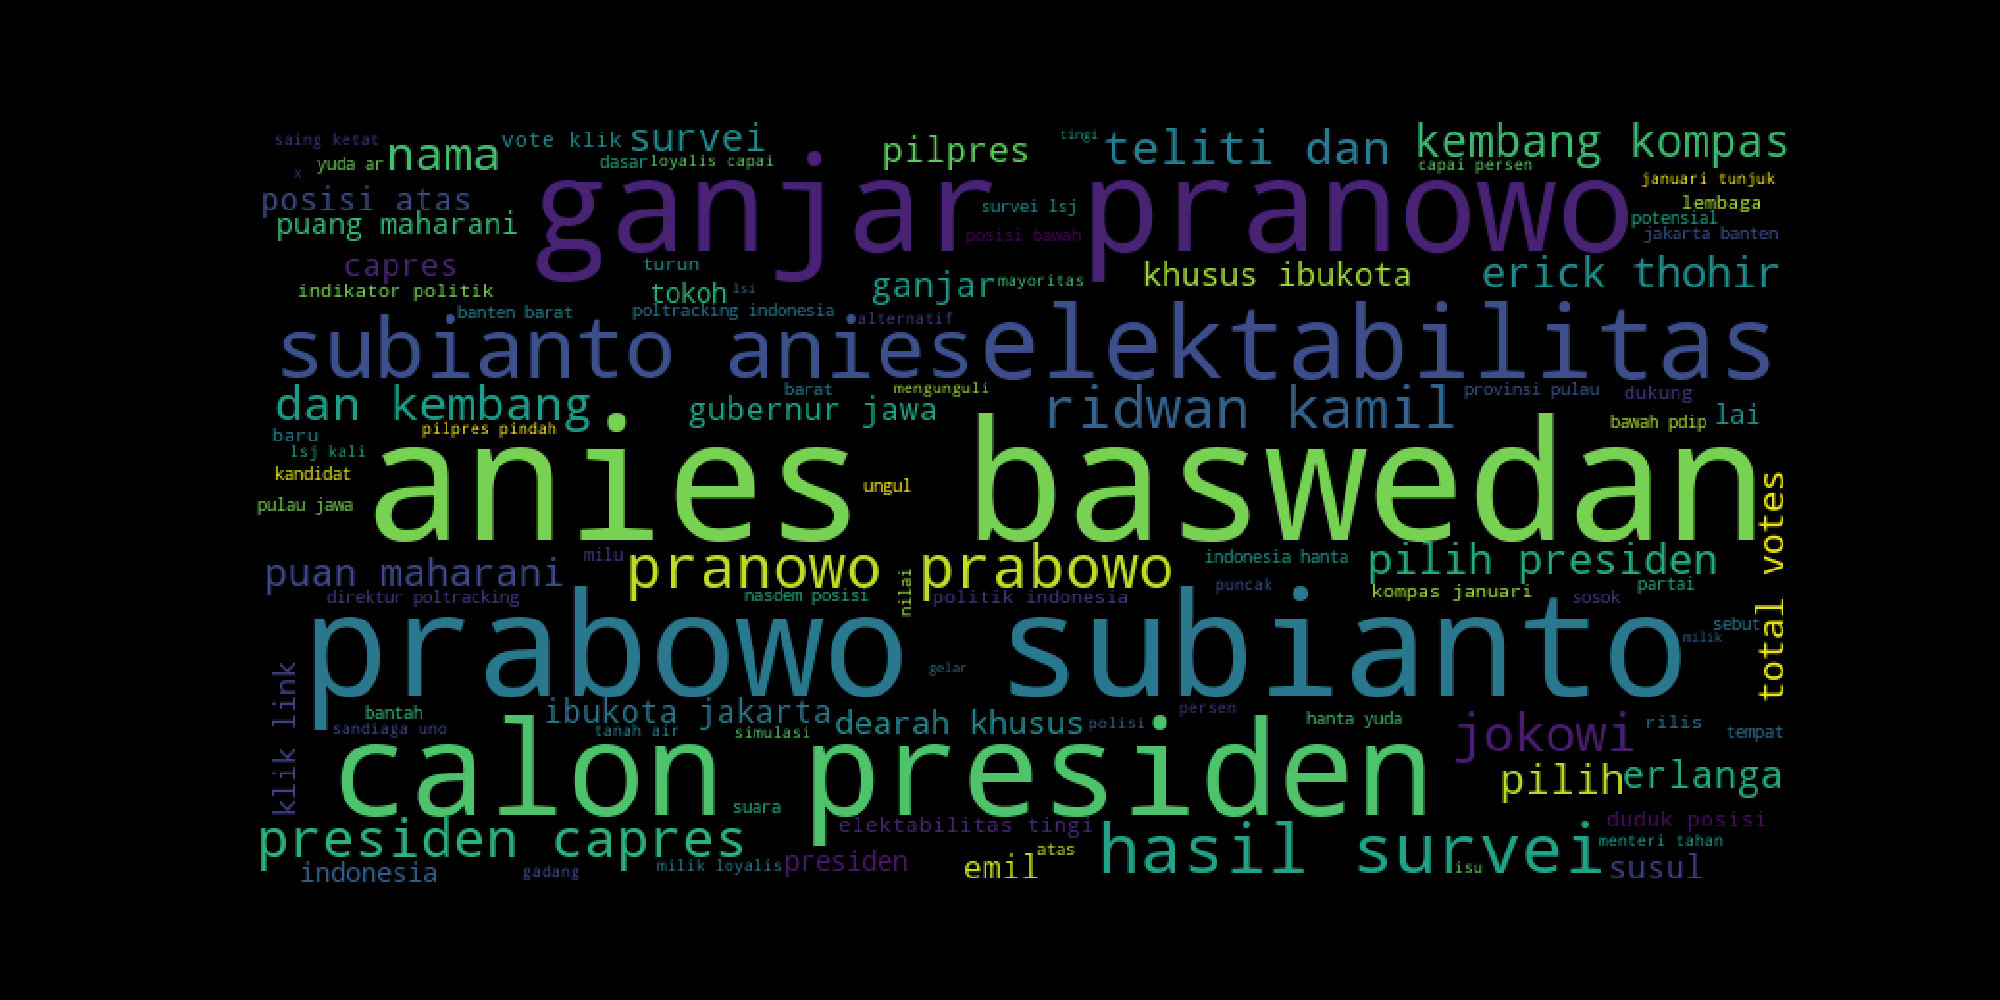 saing ketat
nama
vote klik
survei
tingi
teliti dan
kembang kompas
yuda ar
dasar
loyalis capai
pilpres
capai persen
x
posisi atas
ganjar pranowo
januari tunjuk
puang maharani
survei lsj
lembaga
potensial
posisi bawah
jakarta banten
capres
turun
ganjar
mayoritas
khusus ibukota
erick thohir
indikator politik
tokoh
lsi
banten barat
poltracking indonesia
alternatif
subianto anies
elektabilitas
dan kembang
barat
mengunguli
gubernur jawa
ridwan kamil
provinsi pulau
dukung
baru
pilpres pindah
bawah pdip
lai
lsj kali
kandidat
anies baswedan
ungul
pulau jawa
total votes
puan maharani
milu
pranowo prabowo
indonesia hanta
pilih presiden
direktur poltracking
nasdem posisi
nilai
politik indonesia
puncak
kompas januari
sosok
partai
prabowo subianto
sebut
milik
gelar
klik link
bantah
ibukota jakarta
persen
sandiaga uno
tanah air
simulasi
dearah khusus
polisi
hanta yuda
jokowi
rilis
tempat
calon presiden
pilih
erlanga
suara
presiden capres
elektabilitas tingi
hasil survei
duduk posisi
menteri tahan
indonesia
gadang
milik loyalis
presiden
emil
atas
isu
susul